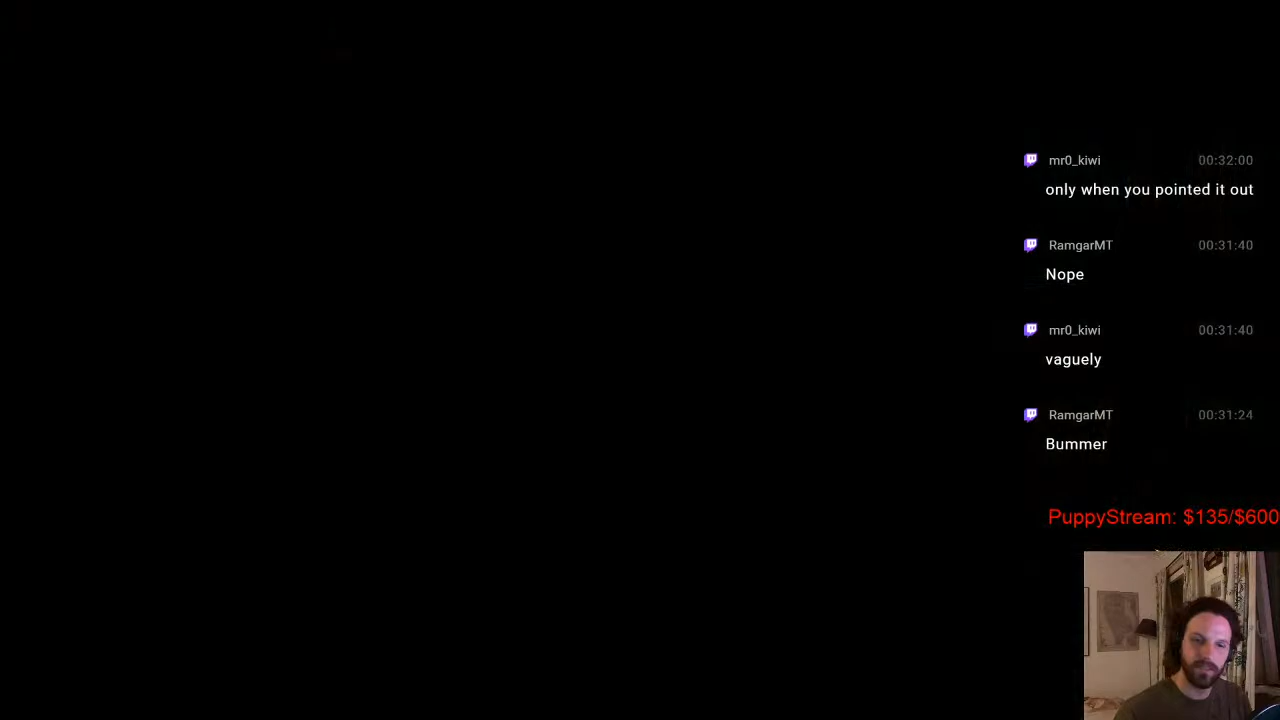 mr0_kiwi 00:32:00
only when you pointed it out
RamgarMT 00:31:40
Nope
mr0_kiwi 00:31:40
vaguely
RamgarMT 00:31:24
Bummer
PuppyStream: $135/$600